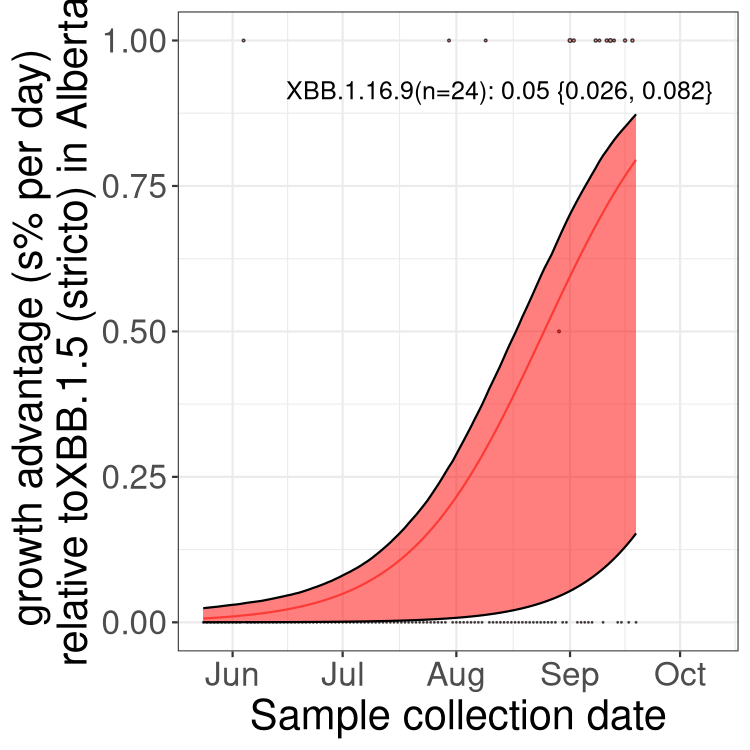 growth advantage (s% per day)
relative toXBB.1.5 (stricto) in Alberta
1.00
0.75
0.50
0.25
0.00
XBB.1.16.9(n=24): 0.05 {0.026, 0.082}
Jun Jul Aug Sep Oct
Sample collection date